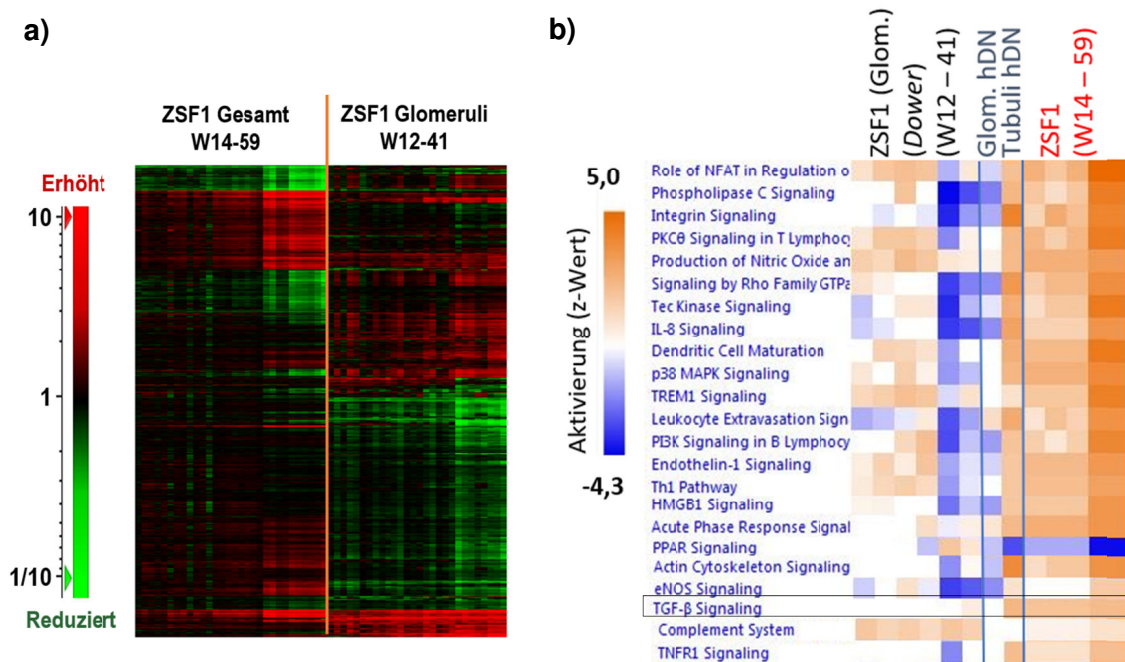 a)
ZSF1 Gesamt
W14-59
ZSF1 Glomeruli
W12-41
Erhöht
10
1
1/10
Reduziert
b)
ZSF1 (Glom.)
(Dower)
(W12 – 41)
Glom. hDN
Tubuli hDN
ZSF1
(W14 – 59)
5,0
Aktivierung (z-Wert)
-4,3
Role of NFAT in Regulation o
Phospholipase C Signaling
Integrin Signaling
PKCθ Signaling in T Lymphocy
Production of Nitric Oxide an
Signaling by Rho Family GTPa
Tec Kinase Signaling
IL-8 Signaling
Dendritic Cell Maturation
p38 MAPK Signaling
TREM1 Signaling
Leukocyte Extravasation Sign
PI3K Signaling in B Lymphocy
Endothelin-1 Signaling
Th1 Pathway
HMGB1 Signaling
Acute Phase Response Signal
PPAR Signaling
Actin Cytoskeleton Signaling
eNOS Signaling
TGF-β Signaling
Complement System
TNFR1 Signaling